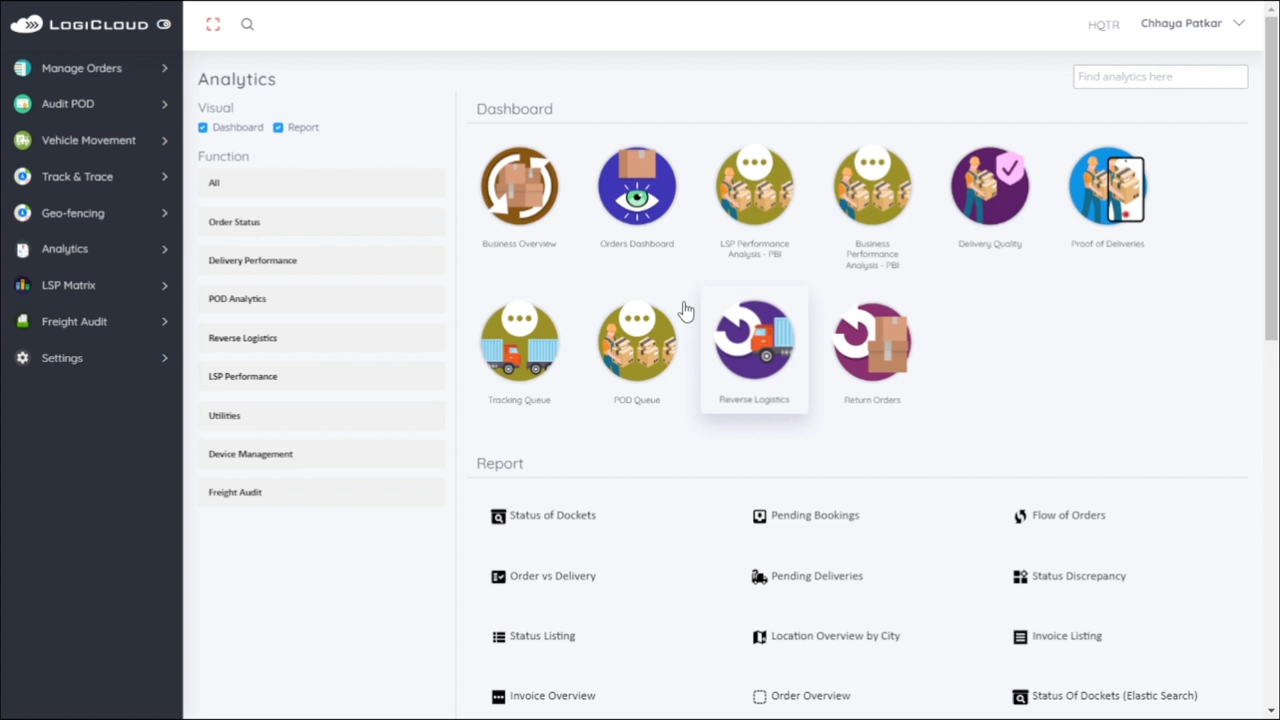 LOGICLOUD
HQTR
Chhaya Patkar
Manage Orders
Audit POD
Vehicle Movement
Track & Trace
Geo-fencing
Analytics
LSP Matrix
Freight Audit
Settings
Analytics
Find analytics here
Visual
Dashboard
Report
Function
All
Order Status
Delivery Performance
POD Analytics
Reverse Logistics
LSP Performance
Utilities
Device Management
Freight Audit
Dashboard
Business Overview
Orders Dashboard
LSP Performance
Analysis - PBI
Business
Performance
Analysis - PBI
Delivery Quality
Proof of Deliveries
Tracking Queue
POD Queue
Reverse Logistics
Return Orders
Report
Status of Dockets
Pending Bookings
Flow of Orders
Order vs Delivery
Pending Deliveries
Status Discrepancy
Status Listing
Location Overview by City
Invoice Listing
Invoice Overview
Order Overview
Status Of Dockets (Elastic Search)